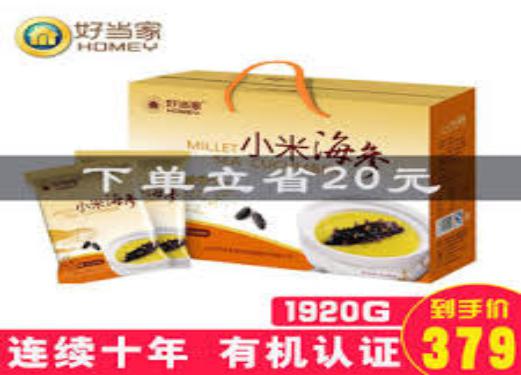 好当家
HOMEY
好当家
HOMEY
MILLET
小米海参
下单立省20元
小米海参
1920G
到手价
379
连续十年 有机认证